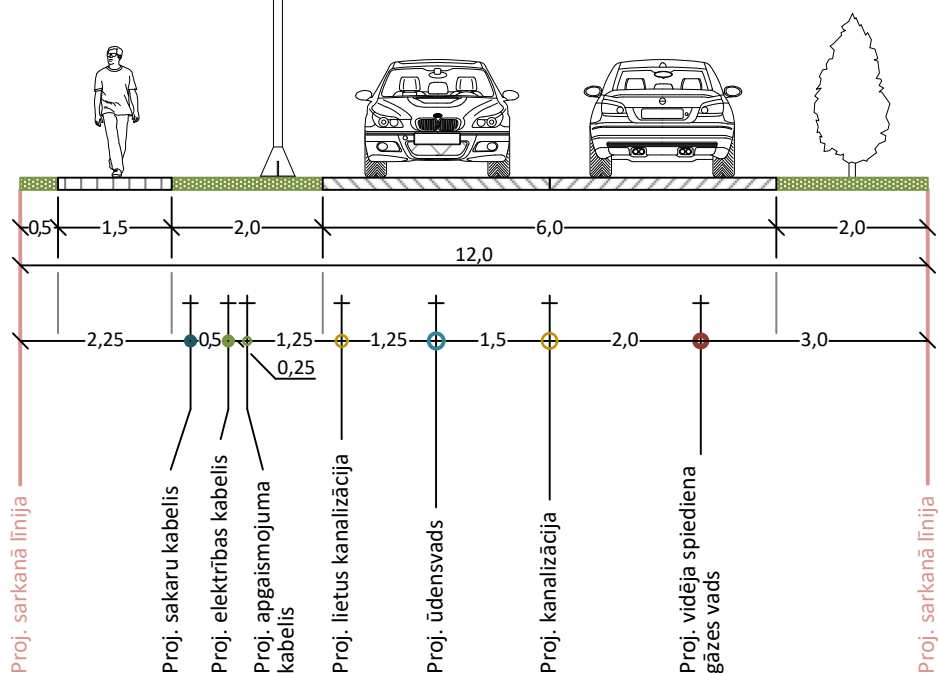 0,5
1,5
2,0
6,0
2,0
12,0
2,25
0,5
1,25
1,25
1,5
2,0
3,0
0,25
Proj. sarkanā līnija
Proj. sakaru kabelis
Proj. elektrības kabelis
Proj. apgaismojuma
kabelis
Proj. lietus kanalizācija
Proj. ūdensvads
Proj. kanalizācija
Proj. vidēja spiediena
gāzes vads
Proj. sarkanā līnija